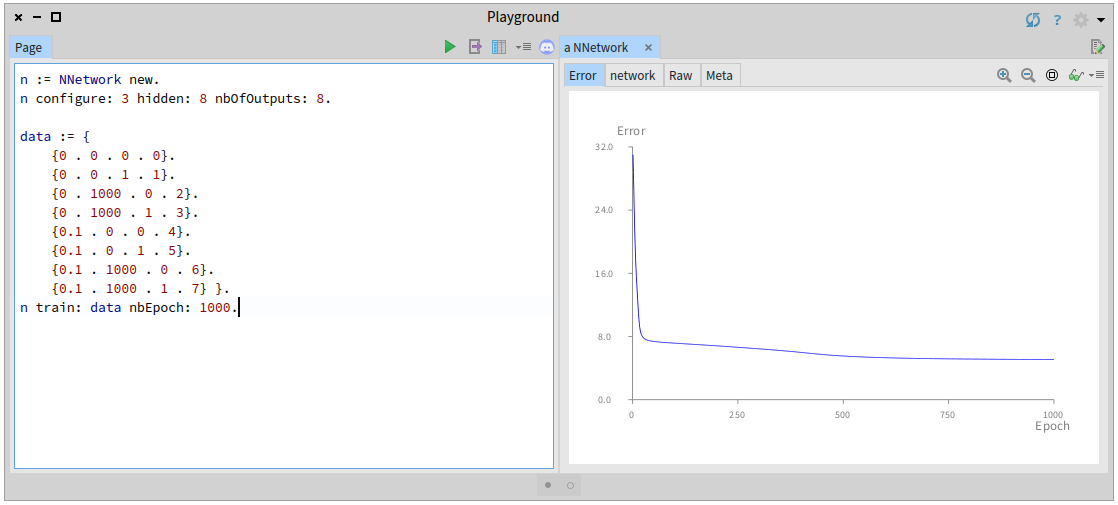 Playground
?
Page
a NNetwork
n := NNetwork new.
n configure: 3 hidden: 8 nbOfOutputs: 8.
data := {
{0 . 0 . 0 . 0}.
{0 . 0 . 1 . 1}.
{0 . 1000 . 0 . 2}.
{0 . 1000 . 1 . 3}.
{0.1 . 0 . 0 . 4}.
{0.1 . 0 . 1 . 5}.
{0.1 . 1000 . 0 . 6}.
{0.1 . 1000 . 1 . 7} }.
n train: data nbEpoch: 1000.
Error network Raw Meta
Error
32.0
24.0
16.0
8.0
0.0
0 250 500 750 1000
Epoch